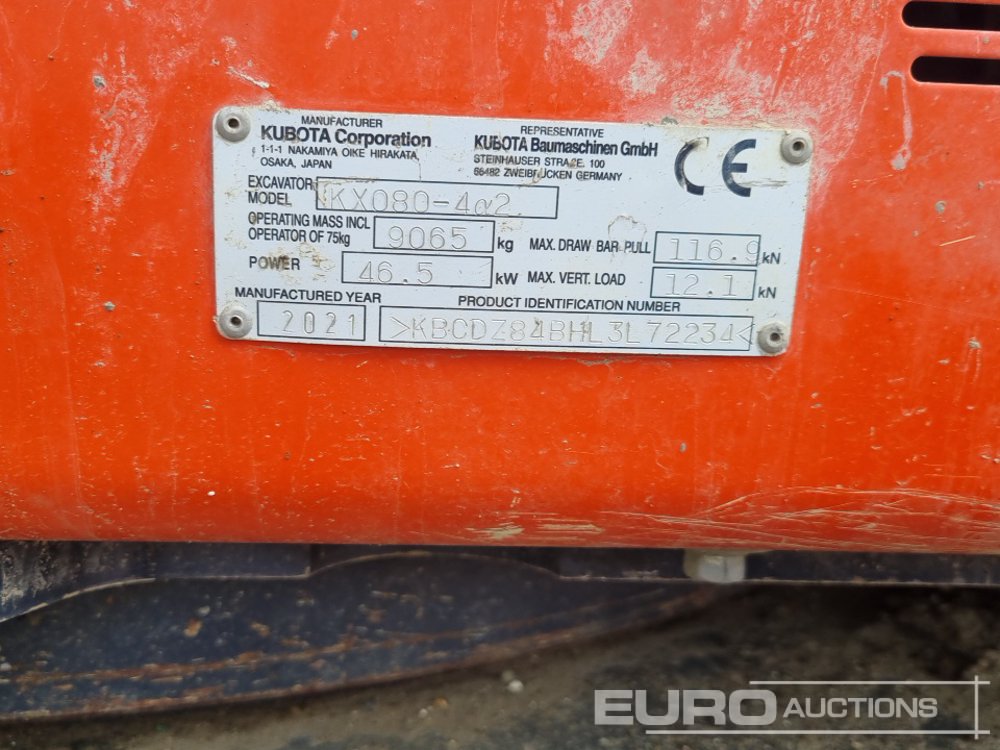 MANUFACTURER
KUBOTA Corporation
1-1-1 NAKAMIYA OIKE HIRAKATA,
OSAKA, JAPAN
REPRESENTATIVE
KUBOTA Baumaschinen GmbH
STEINHAUSER STRAßE 100
66482 ZWEIBRÜCKEN GERMANY
CE
EXCAVATOR MODEL KX080-4α2
OPERATING MASS INCL
OPERATOR OF 75kg 9065 kg
MAX. DRAW BAR PULL 116.9 kN
POWER 46.5 kW
MAX. VERT. LOAD 12.1 kN
MANUFACTURED YEAR
2021
PRODUCT IDENTIFICATION NUMBER
>KBCDZ84BHL3L72234<
EURO AUCTIONS